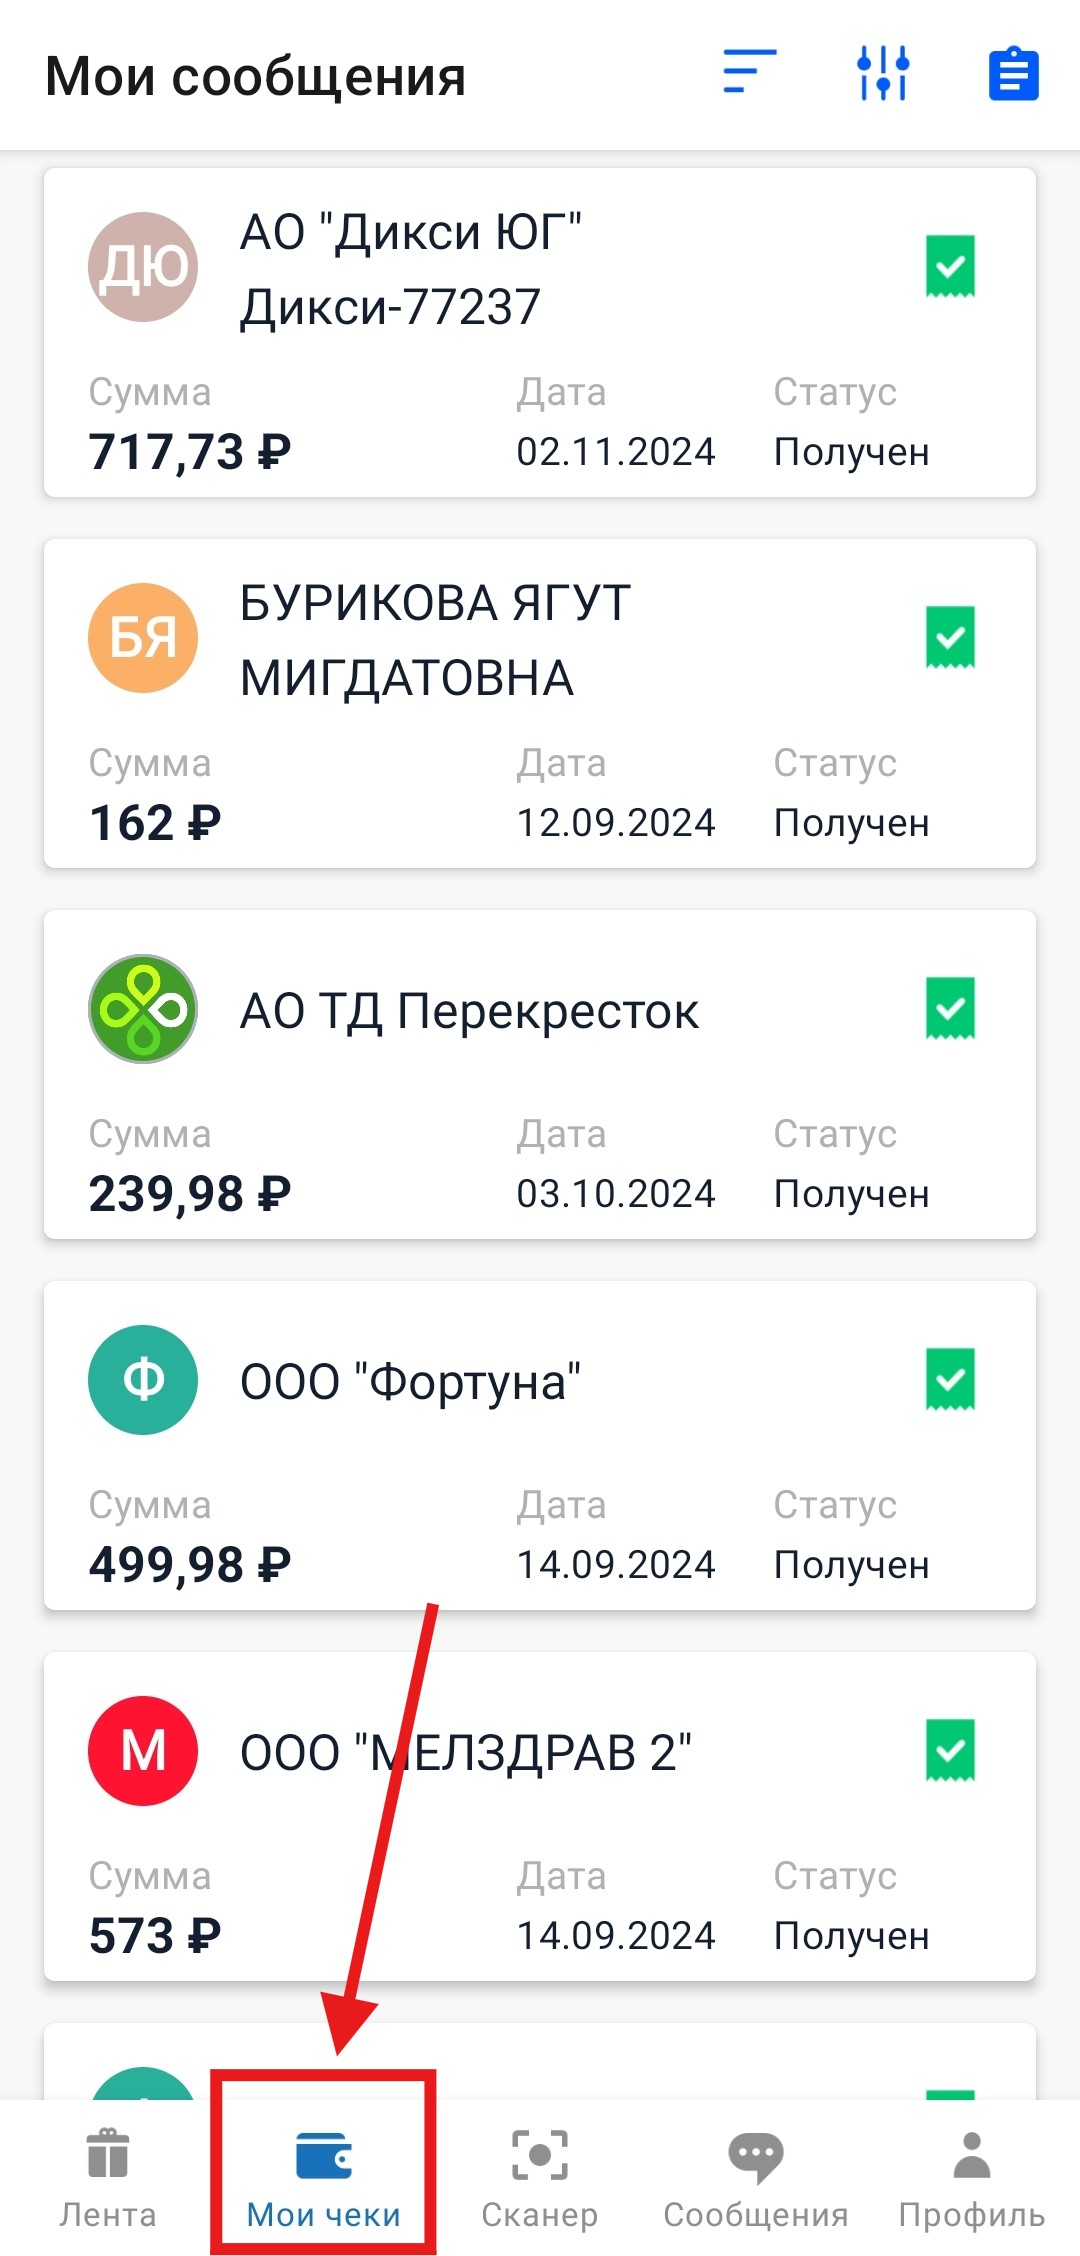 Мои сообщения
ДЮ
АО "Дикси ЮГ"
Дикси-77237
Сумма Дата Статус
717,73 ₽ 02.11.2024 Получен
БЯ
БУРИКОВА ЯГУТ
МИГДАТОВНА
Сумма Дата Статус
162 ₽ 12.09.2024 Получен
АО ТД Перекресток
Сумма Дата Статус
239,98 ₽ 03.10.2024 Получен
Ф
ООО "Фортуна"
Сумма Дата Статус
499,98 ₽ 14.09.2024 Получен
М
ООО "МЕЛЗДРАВ 2"
Сумма Дата Статус
573 ₽ 14.09.2024 Получен
Лента Мои чеки Сканер Сообщения Профиль